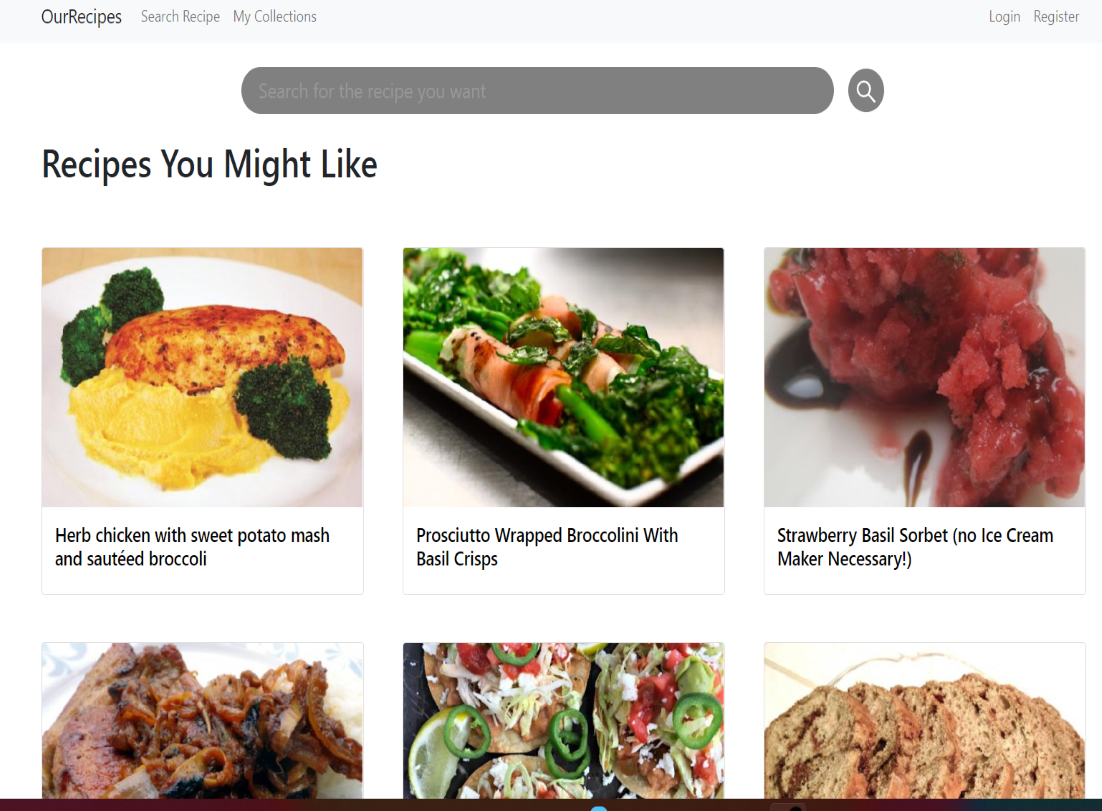 OurRecipes Search Recipe My Collections Login Register
Search for the recipe you want
Recipes You Might Like
Herb chicken with sweet potato mash
and sautéed broccoli
Prosciutto Wrapped Broccolini With
Basil Crisps
Strawberry Basil Sorbet (no Ice Cream
Maker Necessary!)